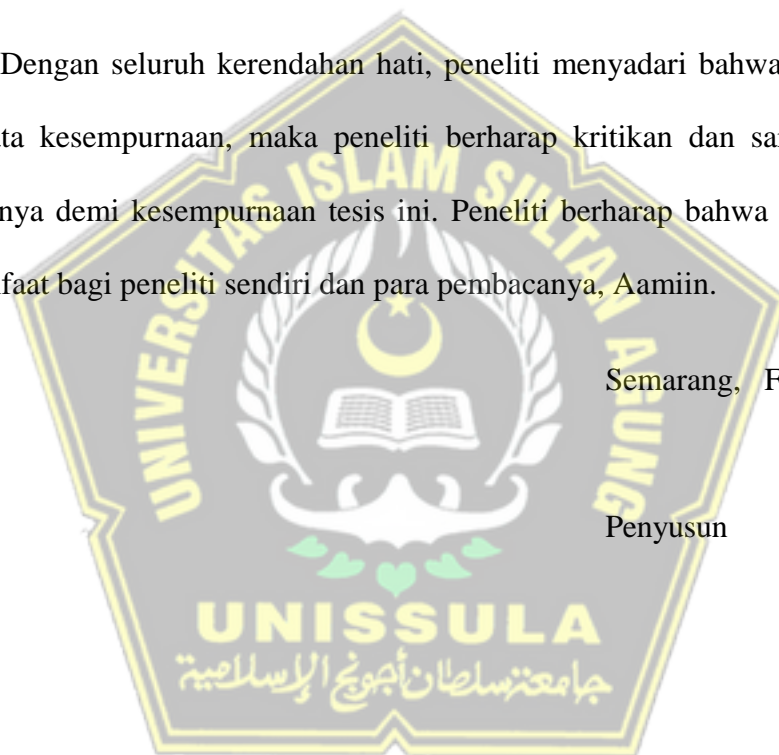 Dengan seluruh kerendahan hati, peneliti menyadari bahwa
ta kesempurnaan, maka peneliti berharap kritikan dan sa
nya demi kesempurnaan tesis ini. Peneliti berharap bahwa
faat bagi peneliti sendiri dan para pembacanya, Aamiin.
Semarang, F
Penyusun
UNIVERSITAS ISLAM SULTAN AGUNG
UNISSULA
جامعة سلطان أجونج الإسلامية